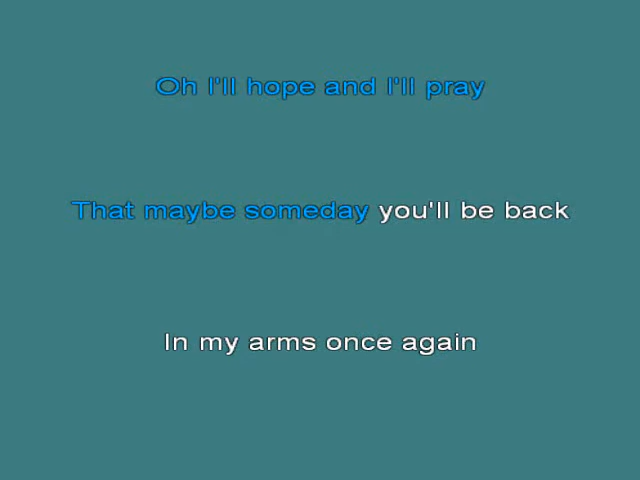 Oh I'll hope and I'll pray
That maybe someday you'll be back
In my arms once again